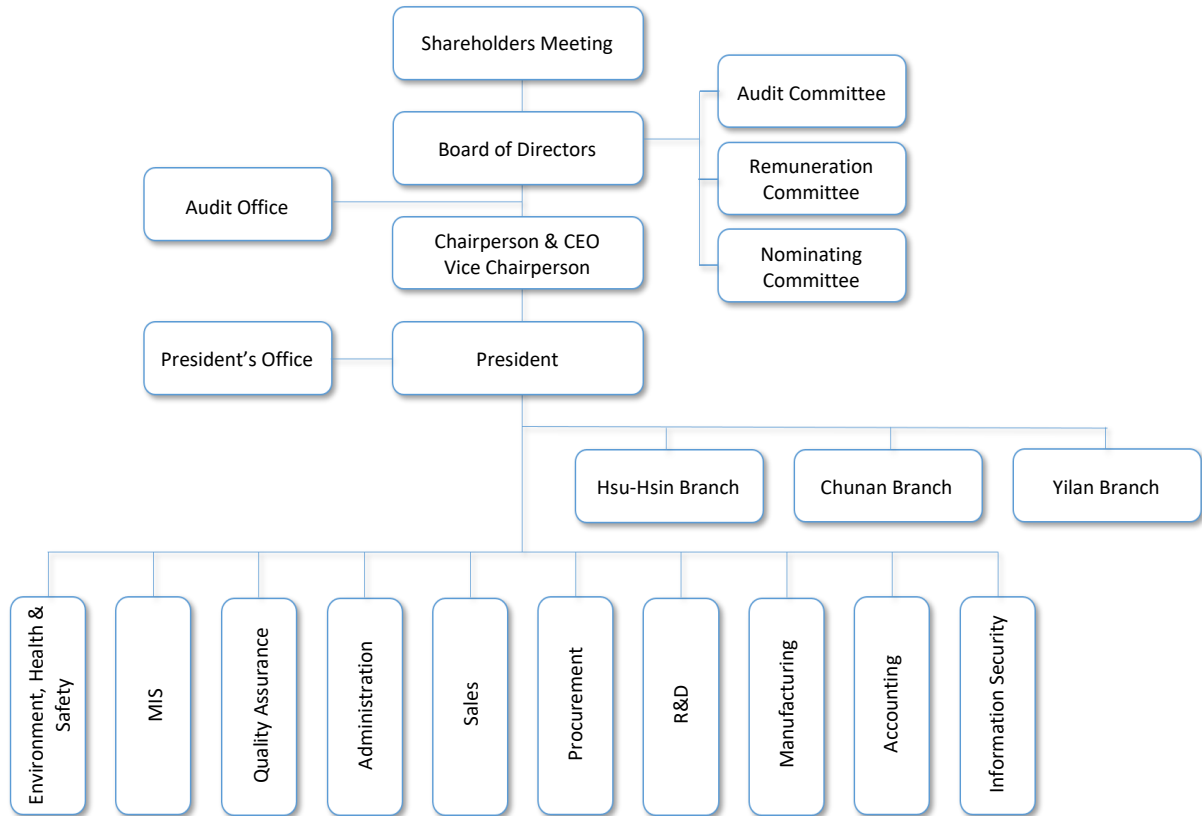 Shareholders Meeting
Audit Committee
Board of Directors
Remuneration
Committee
Audit Office
Chairperson & CEO
Vice Chairperson
Nominating
Committee
President’s Office
President
Hsu-Hsin Branch
Chunan Branch
Yilan Branch
Environment, Health &
Safety
MIS
Quality Assurance
Administration
Sales
Procurement
R&D
Manufacturing
Accounting
Information Security